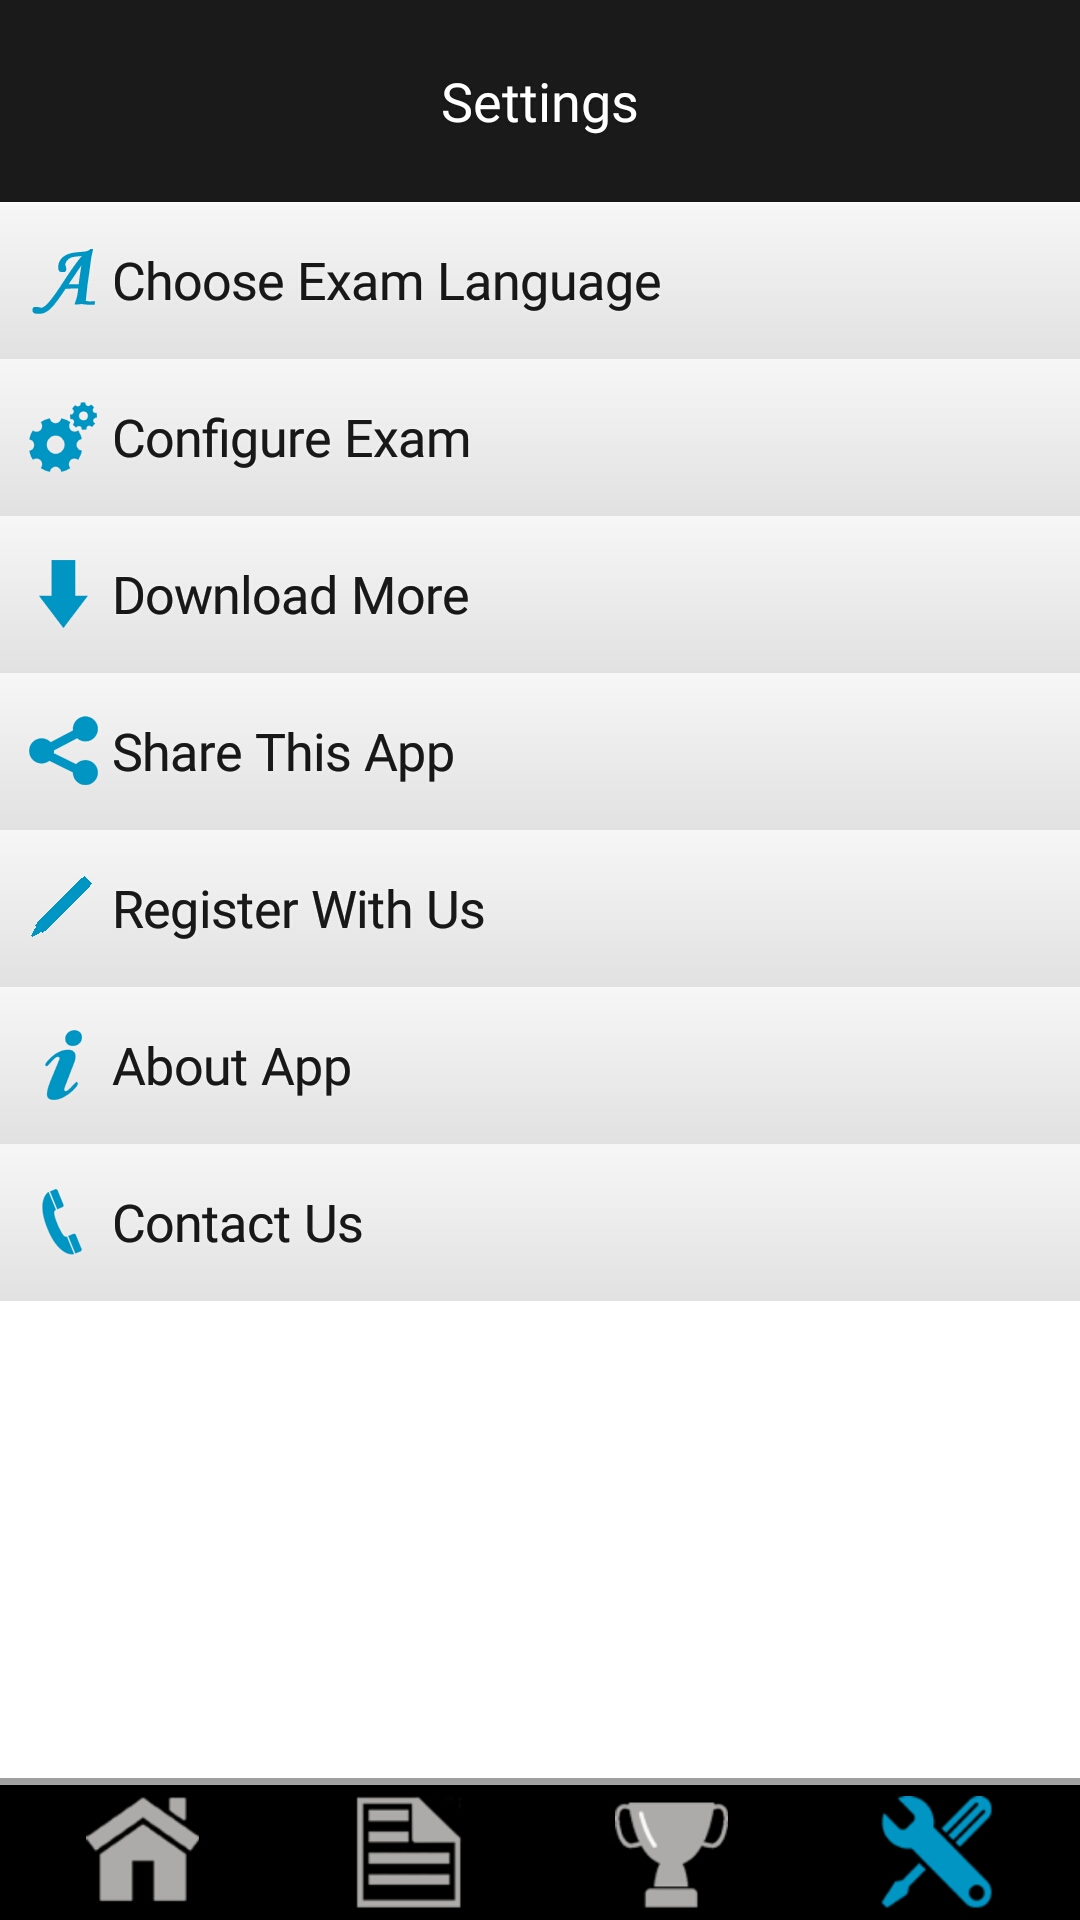 Settings
Choose Exam Language
Configure Exam
Download More
Share This App
Register With Us
About App
Contact Us